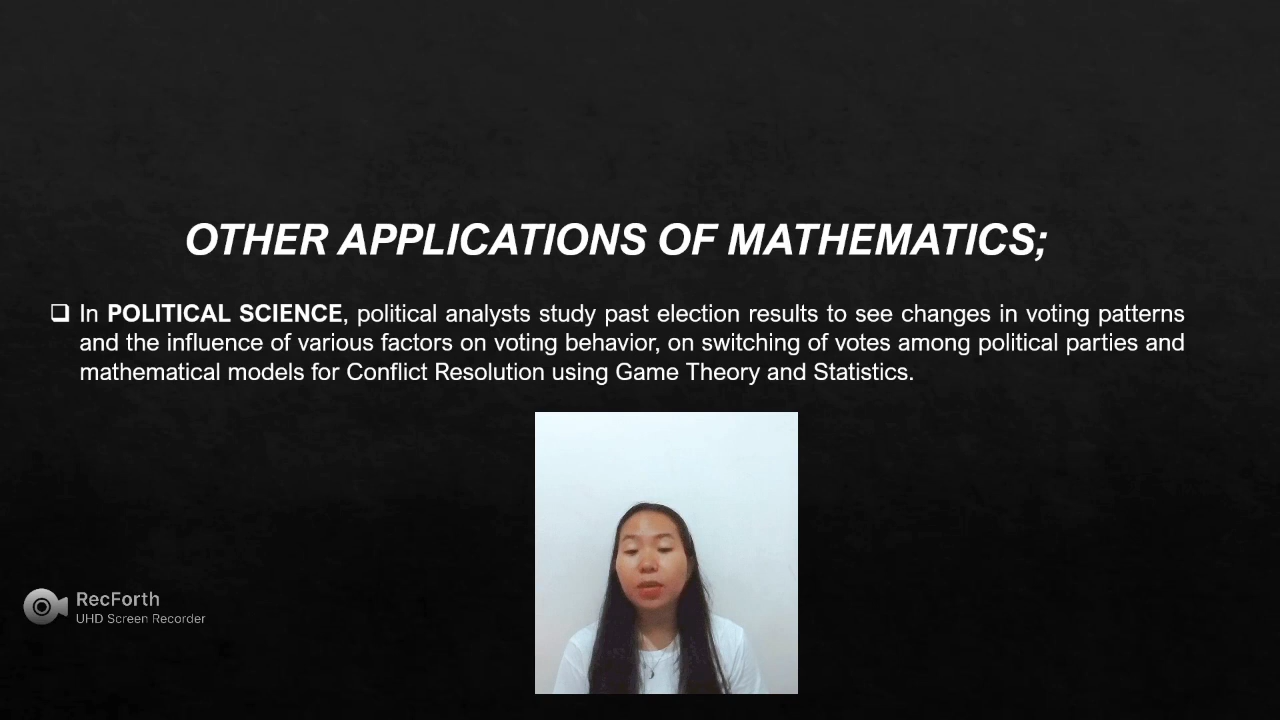 OTHER APPLICATIONS OF MATHEMATICS;
❑ In POLITICAL SCIENCE, political analysts study past election results to see changes in voting patterns
and the influence of various factors on voting behavior, on switching of votes among political parties and
mathematical models for Conflict Resolution using Game Theory and Statistics.
RecForth
UHD Screen Recorder